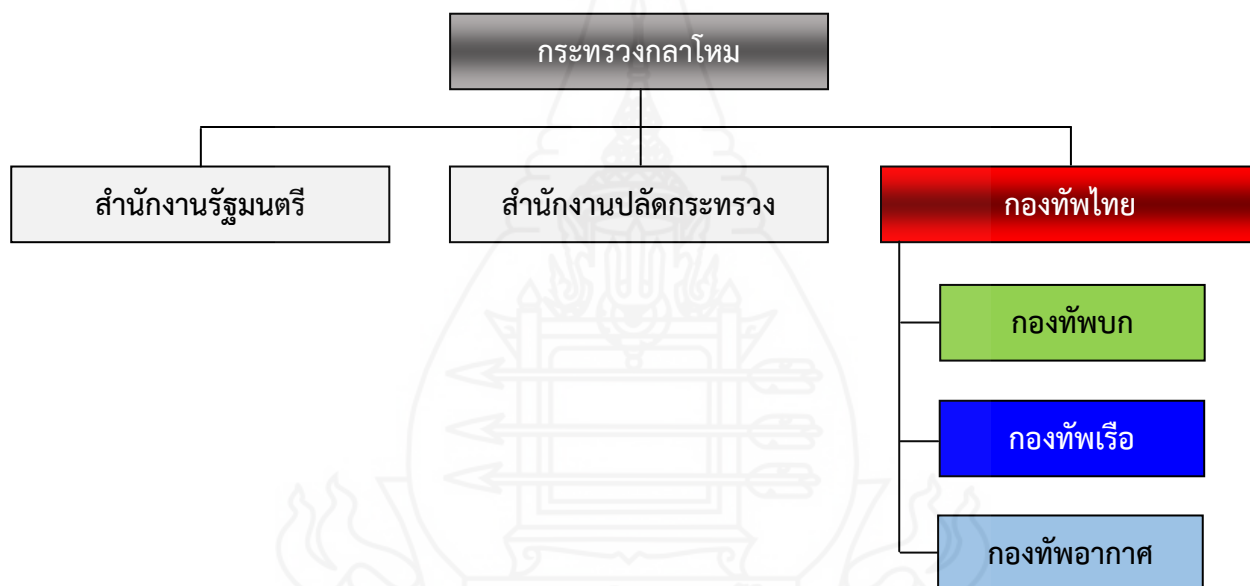 กระทรวงกลาโหม
สำนักงานรัฐมนตรี
สำนักงานปลัดกระทรวง
กองทัพไทย
กองทัพบก
กองทัพเรือ
กองทัพอากาศ